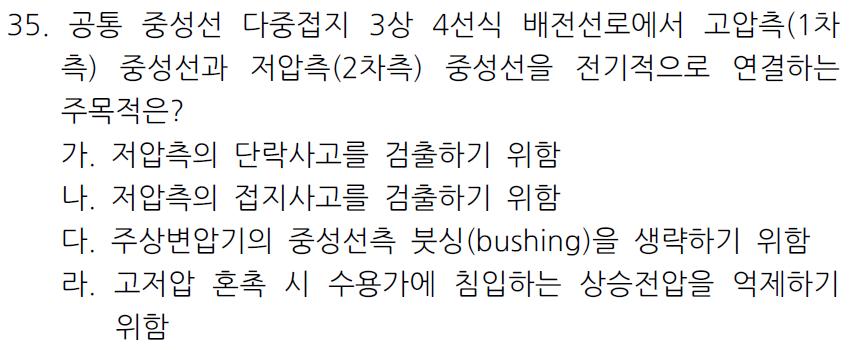 35. 공통 중성선 다중접지 3상 4선식 배전선로에서 고압측(1차
측) 중성선과 저압측(2차측) 중성선을 전기적으로 연결하는
주목적은?
가. 저압측의 단락사고를 검출하기 위함
나. 저압측의 접지사고를 검출하기 위함
다. 주상변압기의 중성선측 붓싱(bushing)을 생략하기 위함
라. 고저압 혼촉 시 수용가에 침입하는 상승전압을 억제하기
위함